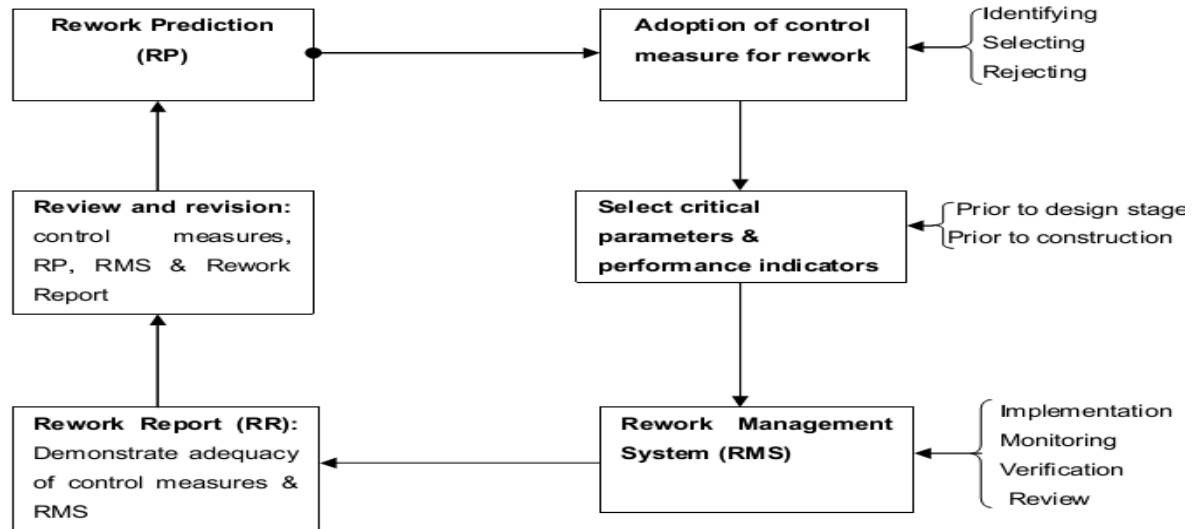 Rework Prediction
(RP)
Adoption of control
measure for rework
Identifying
Selecting
Rejecting
Review and revision:
control measures,
RP, RMS & Rework
Report
Select critical
parameters &
performance indicators
Prior to design stage
Prior to construction
Rework Report (RR):
Demonstrate adequacy
of control measures &
RMS
Rework Management
System (RMS)
Implementation
Monitoring
Verification
Review